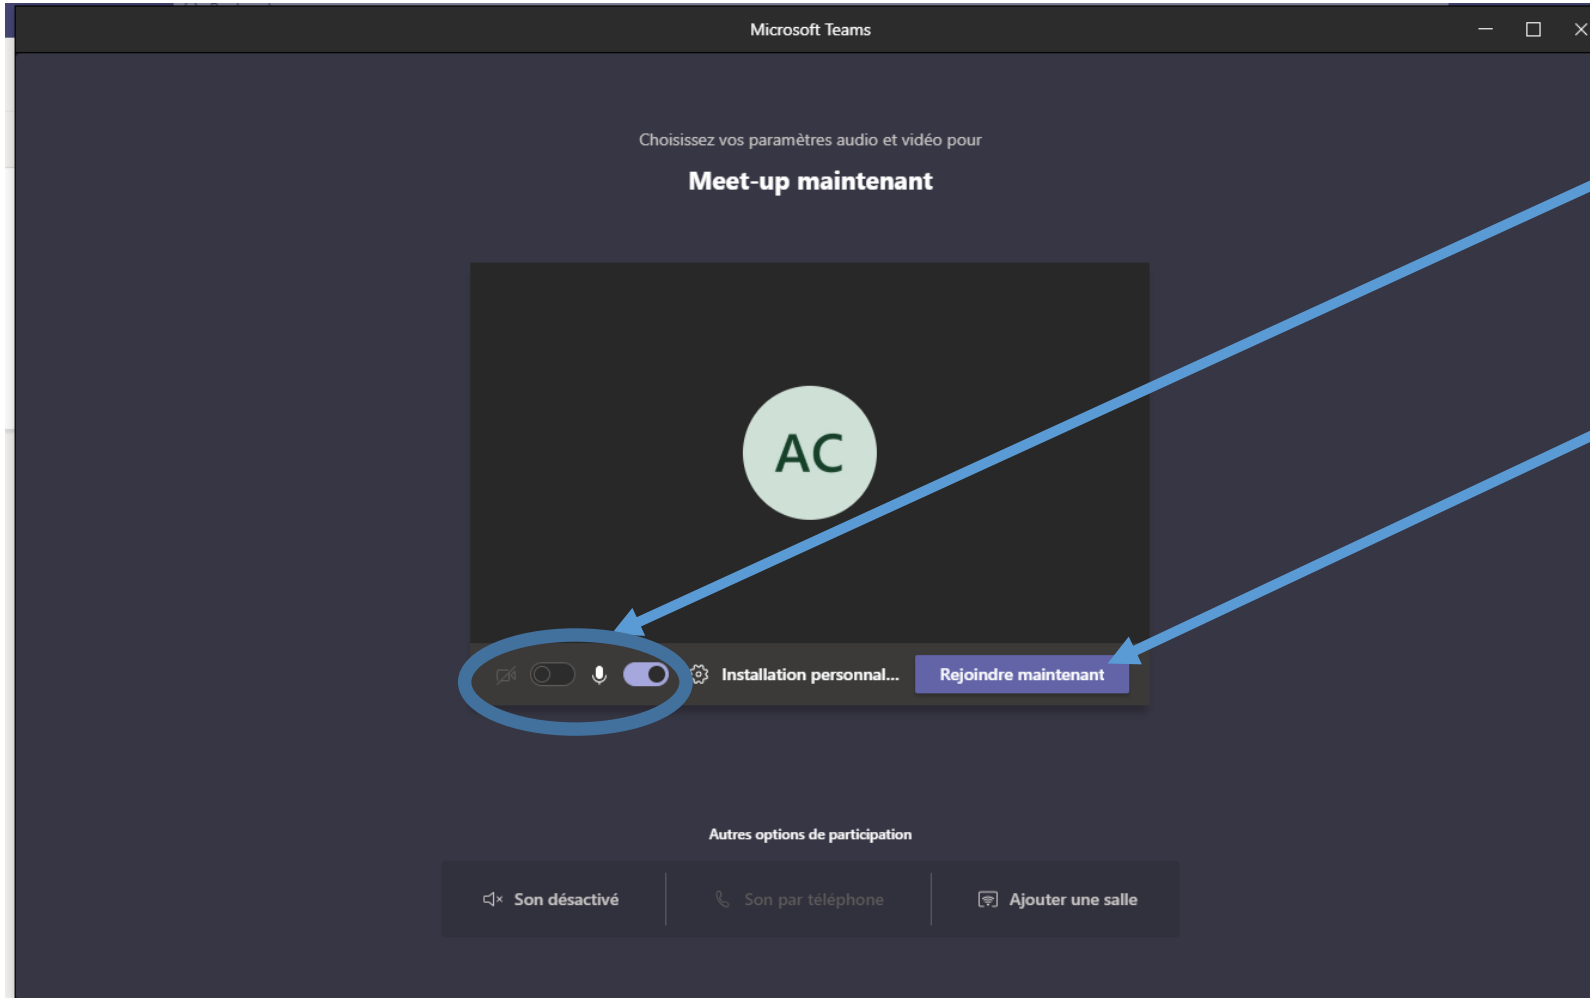 Microsoft Teams
Choisissez vos paramètres audio et vidéo pour
Meet-up maintenant
AC
Installation personnal...
Rejoindre maintenant
Autres options de participation
Son désactivé
Son par téléphone
Ajouter une salle